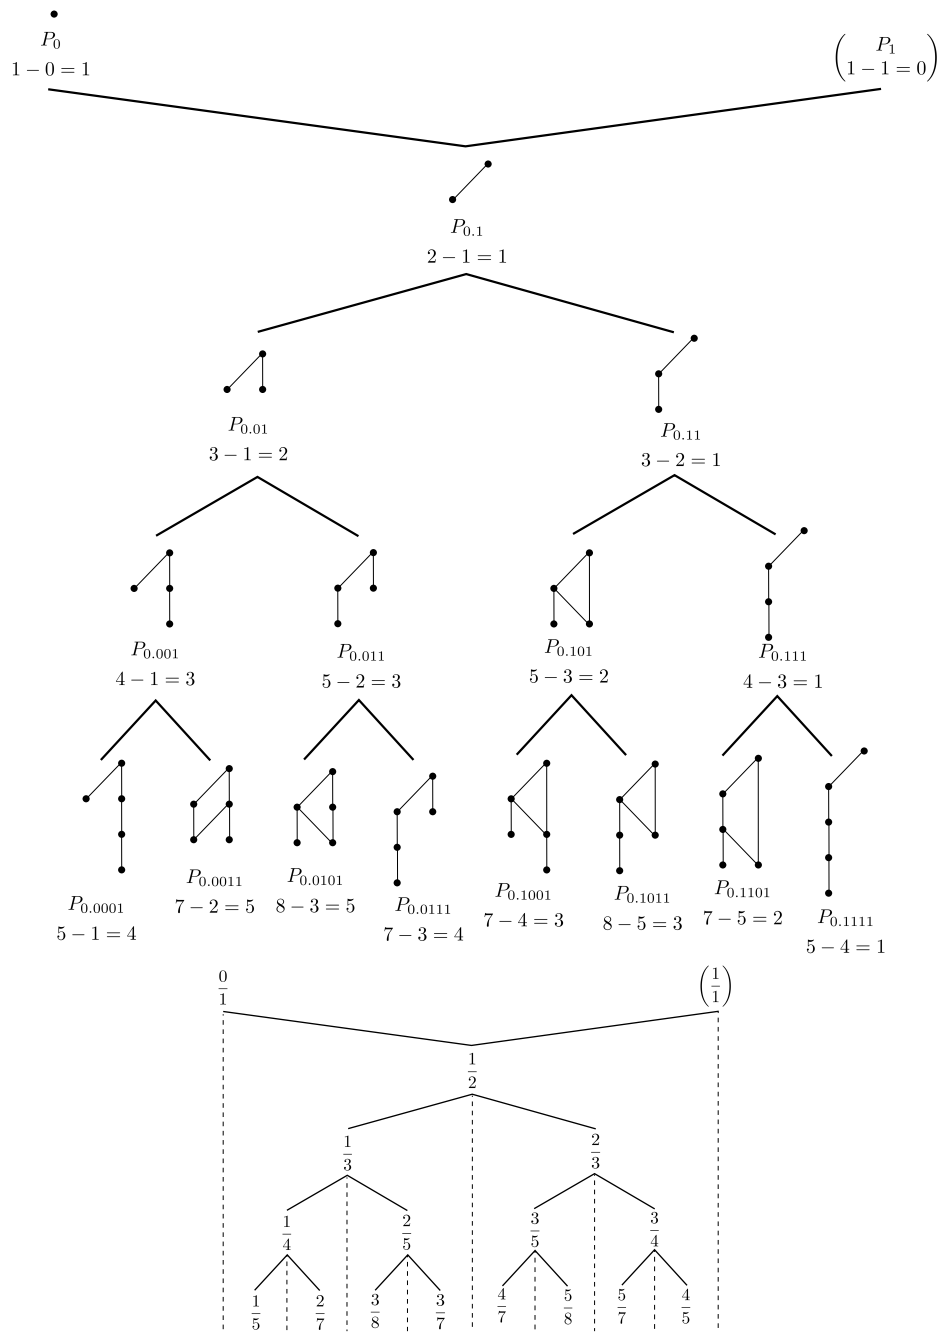 P_0
1 − 0 = 1
(P_1
1 − 1 = 0)
P_{0.1}
2 − 1 = 1
P_{0.01}
3 − 1 = 2
P_{0.11}
3 − 2 = 1
P_{0.001}
4 − 1 = 3
P_{0.011}
5 − 2 = 3
P_{0.101}
5 − 3 = 2
P_{0.111}
4 − 3 = 1
P_{0.0001}
5 − 1 = 4
P_{0.0011}
7 − 2 = 5
P_{0.0101}
8 − 3 = 5
P_{0.0111}
7 − 3 = 4
P_{0.1001}
7 − 4 = 3
P_{0.1011}
8 − 5 = 3
P_{0.1101}
7 − 5 = 2
P_{0.1111}
5 − 4 = 1
0/1 (1/1)
1/2
1/3 2/3
1/4 2/5 3/5 3/4
1/5 2/7 3/8 3/7 4/7 5/8 5/7 4/5